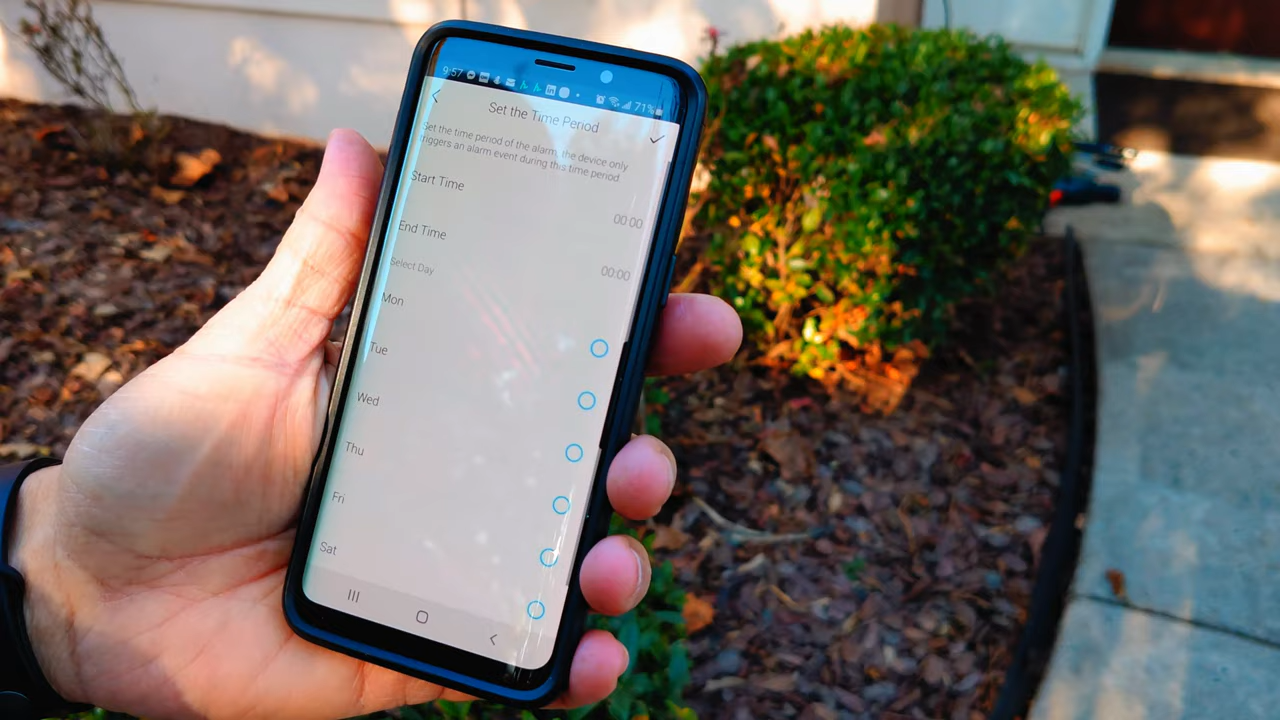 9:57 71%
Set the Time Period
Set the time period of the alarm, the device only
triggers an alarm event during this time period
Start Time
00:00
End Time
00:00
Select Day
Mon
Tue
Wed
Thu
Fri
Sat